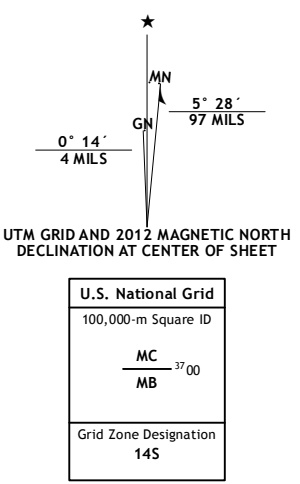 ★
MN
5° 28´
97 MILS
GN
0° 14´
4 MILS
UTM GRID AND 2012 MAGNETIC NORTH
DECLINATION AT CENTER OF SHEET
U.S. National Grid
100,000-m Square ID
MC
3700
MB
Grid Zone Designation
14S